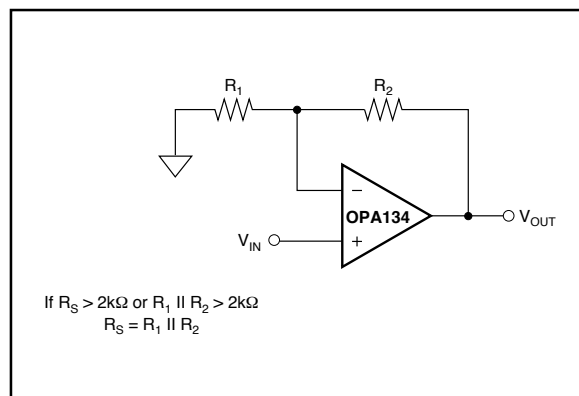 R1
R2
−
OPA134
+
VIN
VOUT
If RS > 2kΩ or R1 II R2 > 2kΩ
RS = R1 II R2